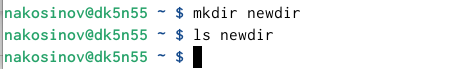 nakosinov@dk5n55 ~ $ mkdir newdir
nakosinov@dk5n55 ~ $ ls newdir
nakosinov@dk5n55 ~ $